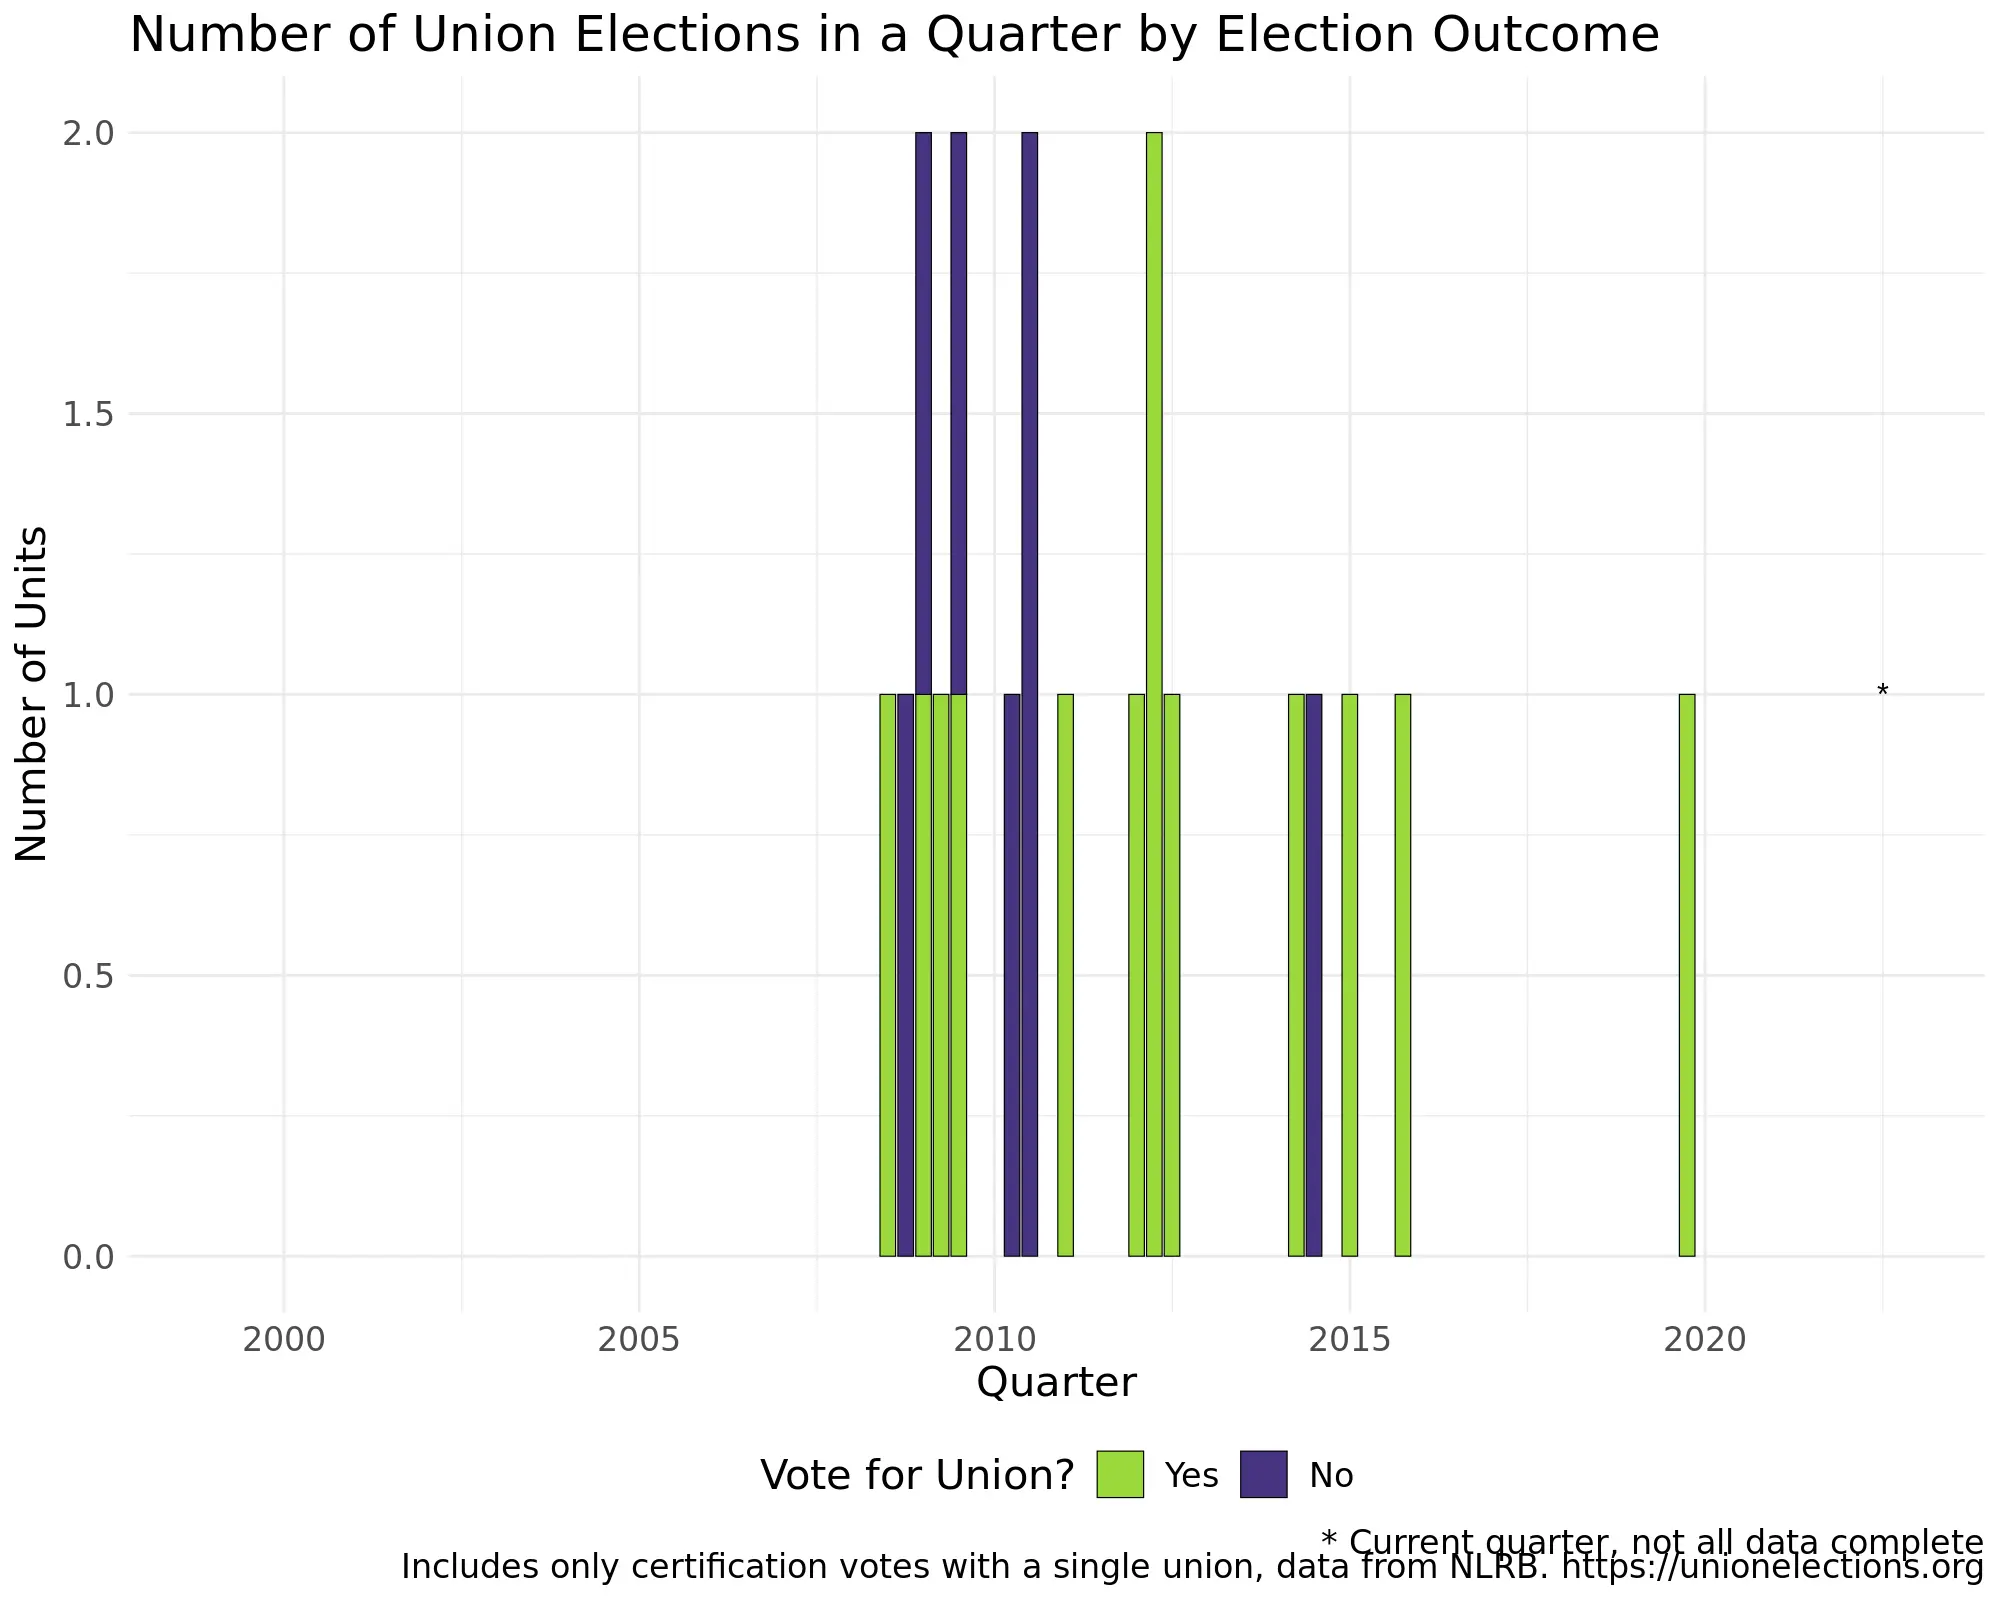 Number of Union Elections in a Quarter by Election Outcome
Number of Units
2.0
1.5
1.0
0.5
0.0
*
2000 2005 2010 2015 2020
Quarter
Vote for Union? Yes No
* Current quarter, not all data complete
Includes only certification votes with a single union, data from NLRB. https://unionelections.org